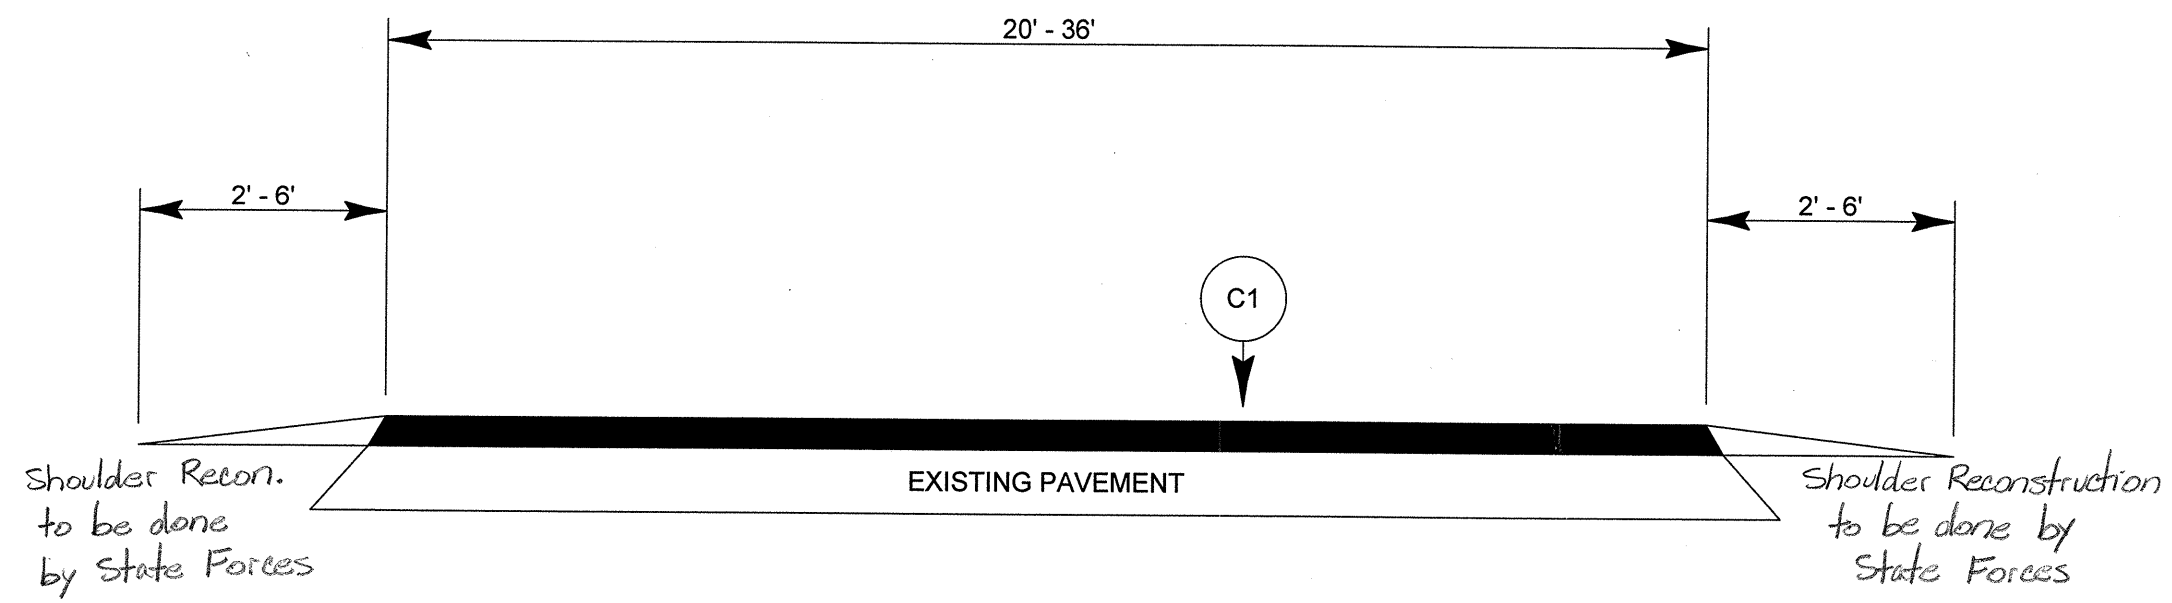 20' - 36'
2' - 6'
2' - 6'
C1
EXISTING PAVEMENT
Shoulder Recon.
to be done
by State Forces
Shoulder Reconstruction
to be done by
State Forces